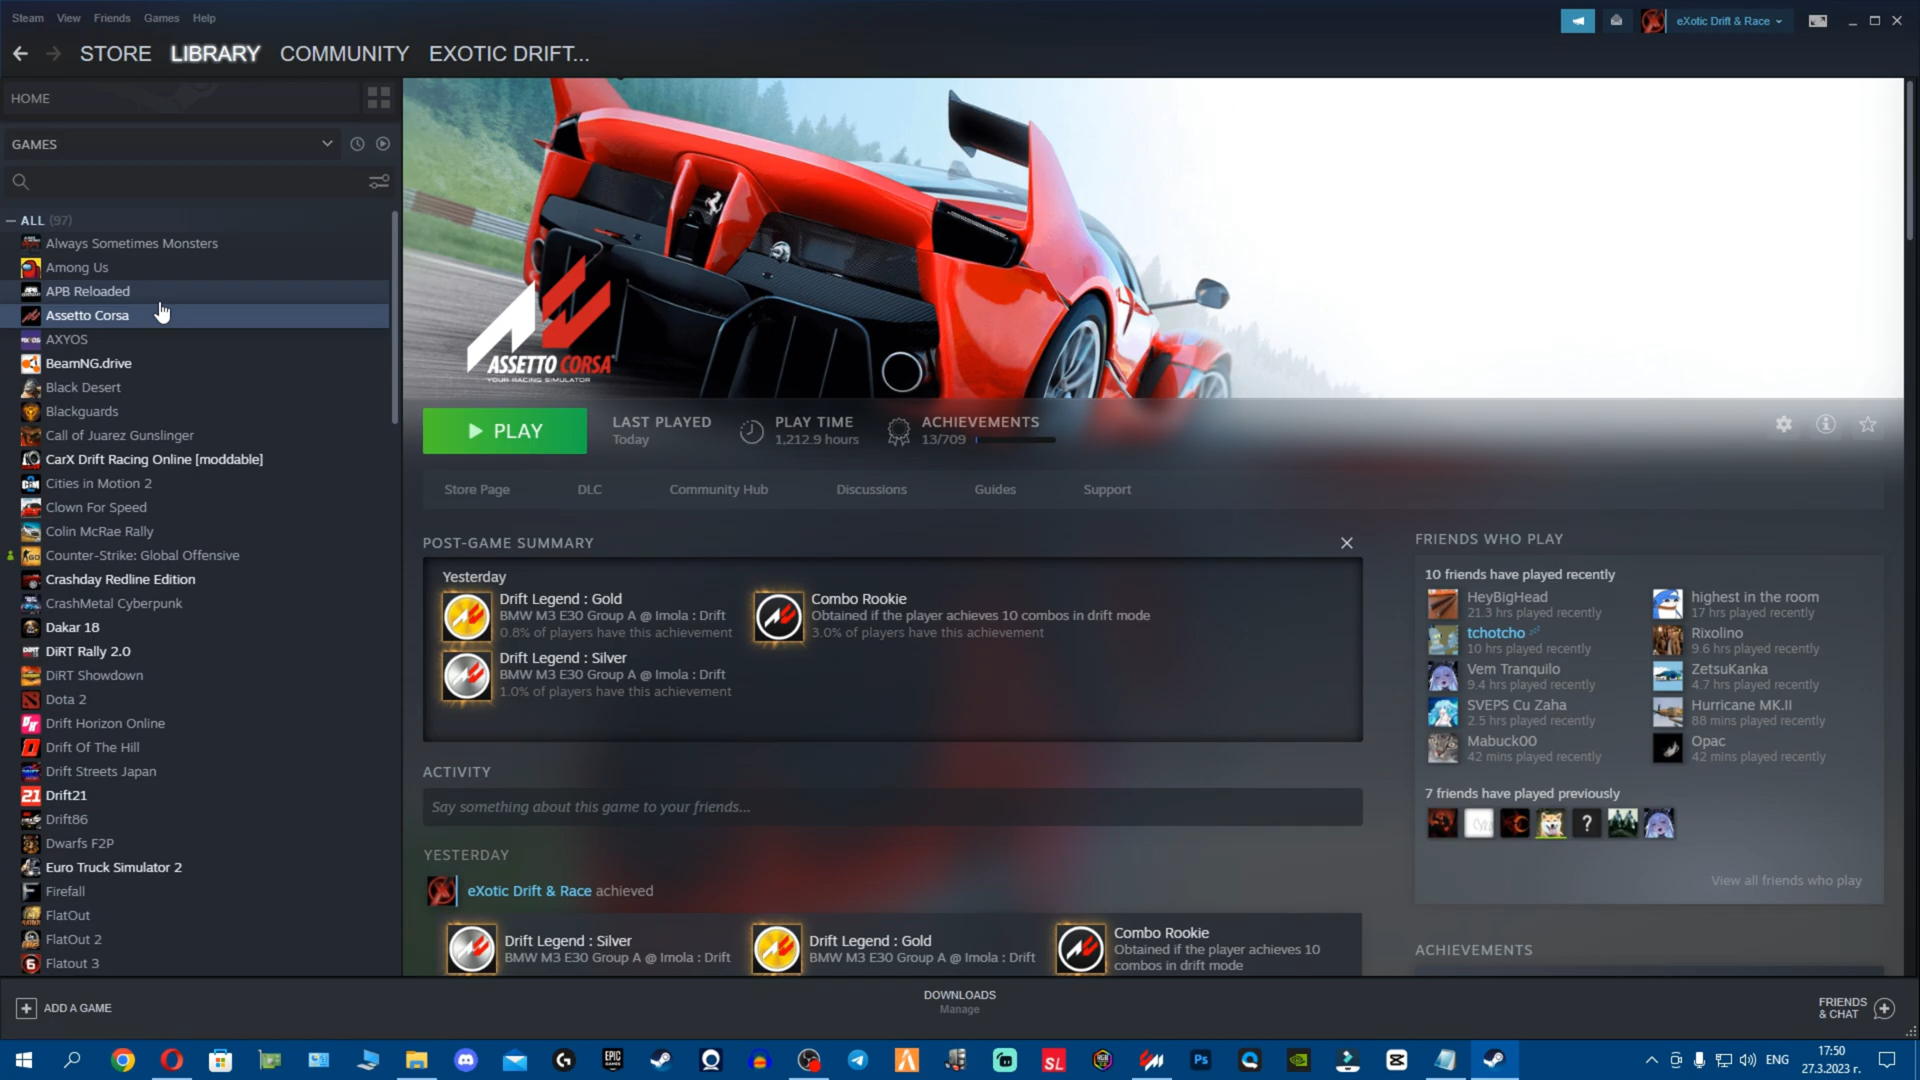 Steam View Friends Games Help
eXotic Drift & Race
STORE LIBRARY COMMUNITY EXOTIC DRIFT...
HOME
GAMES
ALL (97)
Always Sometimes Monsters
Among Us
APB Reloaded
Assetto Corsa
AXYOS
BeamNG.drive
Black Desert
Blackguards
Call of Juarez Gunslinger
CarX Drift Racing Online [moddable]
Cities in Motion 2
Clown For Speed
Colin McRae Rally
Counter-Strike: Global Offensive
Crashday Redline Edition
CrashMetal Cyberpunk
Dakar 18
DiRT Rally 2.0
DiRT Showdown
Dota 2
Drift Horizon Online
Drift Of The Hill
Drift Streets Japan
Drift21
Drift86
Dwarfs F2P
Euro Truck Simulator 2
Firefall
FlatOut
FlatOut 2
Flatout 3
ASSETTO CORSA
YOUR RACING SIMULATOR
PLAY
LAST PLAYED
Today
PLAY TIME
1,212.9 hours
ACHIEVEMENTS
13/709
Store Page DLC Community Hub Discussions Guides Support
POST-GAME SUMMARY
Yesterday
Drift Legend : Gold
BMW M3 E30 Group A @ Imola : Drift
0.8% of players have this achievement
Combo Rookie
Obtained if the player achieves 10 combos in drift mode
3.0% of players have this achievement
Drift Legend : Silver
BMW M3 E30 Group A @ Imola : Drift
1.0% of players have this achievement
ACTIVITY
Say something about this game to your friends...
YESTERDAY
eXotic Drift & Race achieved
Drift Legend : Silver
BMW M3 E30 Group A @ Imola : Drift
Drift Legend : Gold
BMW M3 E30 Group A @ Imola : Drift
Combo Rookie
Obtained if the player achieves 10
combos in drift mode
FRIENDS WHO PLAY
10 friends have played recently
HeyBigHead
21.3 hrs played recently
highest in the room
17 hrs played recently
tchotcho
10 hrs played recently
Rixolino
9.6 hrs played recently
Vem Tranquilo
9.4 hrs played recently
ZetsuKanka
4.7 hrs played recently
SVEPS Cu Zaha
2.5 hrs played recently
Hurricane MK.II
88 mins played recently
Mabuck00
42 mins played recently
Opac
42 mins played recently
7 friends have played previously
?
View all friends who play
ACHIEVEMENTS
ADD A GAME
DOWNLOADS
Manage
FRIENDS
& CHAT
EPIC
SL
Ps
ENG
17:50
27.3.2023 г.